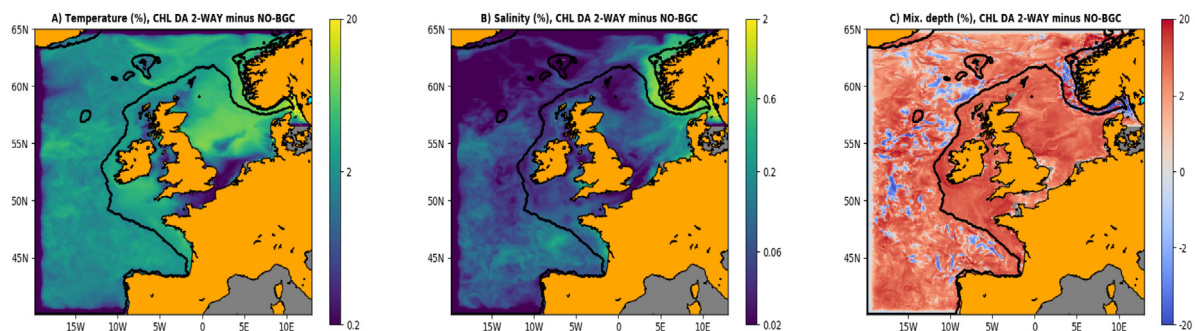 A) Temperature (%), CHL DA 2-WAY minus NO-BGC
65N
60N
55N
50N
45N
15W 10W 5W 0 5E 10E
20
2
0.2
B) Salinity (%), CHL DA 2-WAY minus NO-BGC
65N
60N
55N
50N
45N
15W 10W 5W 0 5E 10E
2
0.6
0.2
0.06
0.02
C) Mix. depth (%), CHL DA 2-WAY minus NO-BGC
65N
60N
55N
50N
45N
15W 10W 5W 0 5E 10E
20
2
0
-2
-20